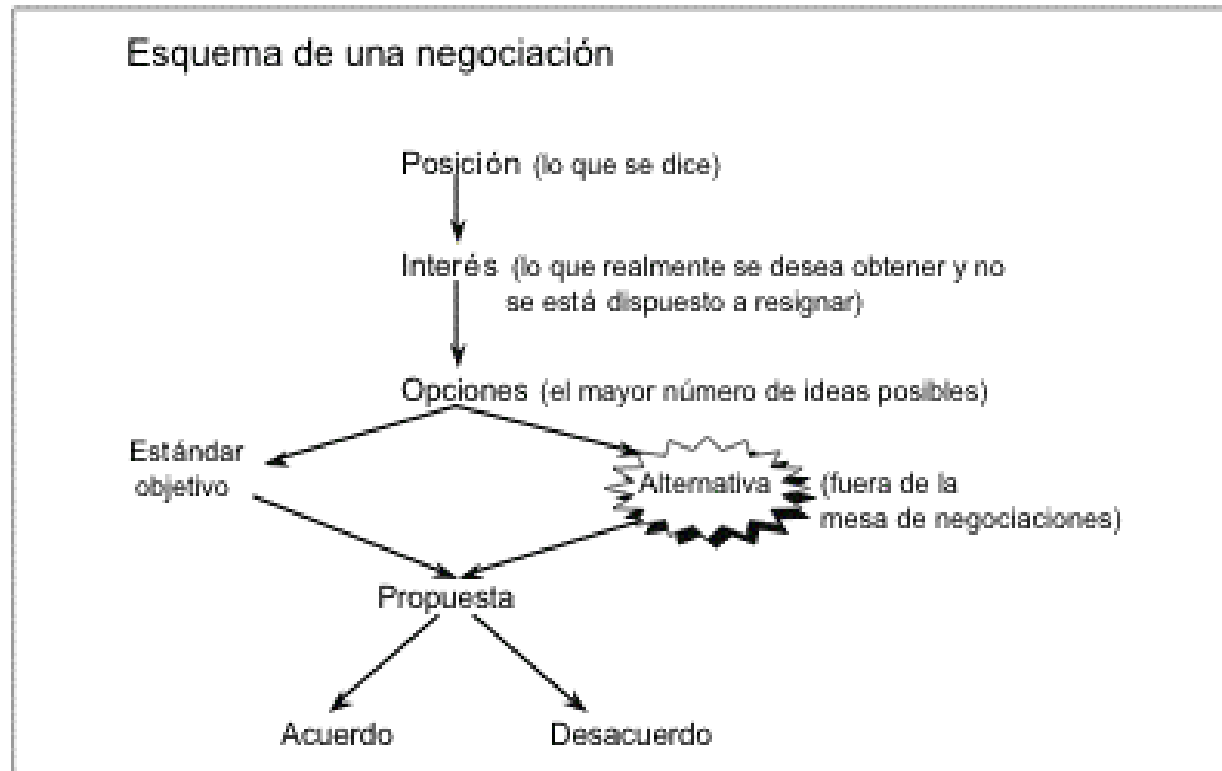 Esquema de una negociación
Posición (lo que se dice)
Interés (lo que realmente se desea obtener y no
se está dispuesto a resignar)
Opciones (el mayor número de ideas posibles)
Estándar
objetivo
Alternativa (fuera de la
mesa de negociaciones)
Propuesta
Acuerdo
Desacuerdo